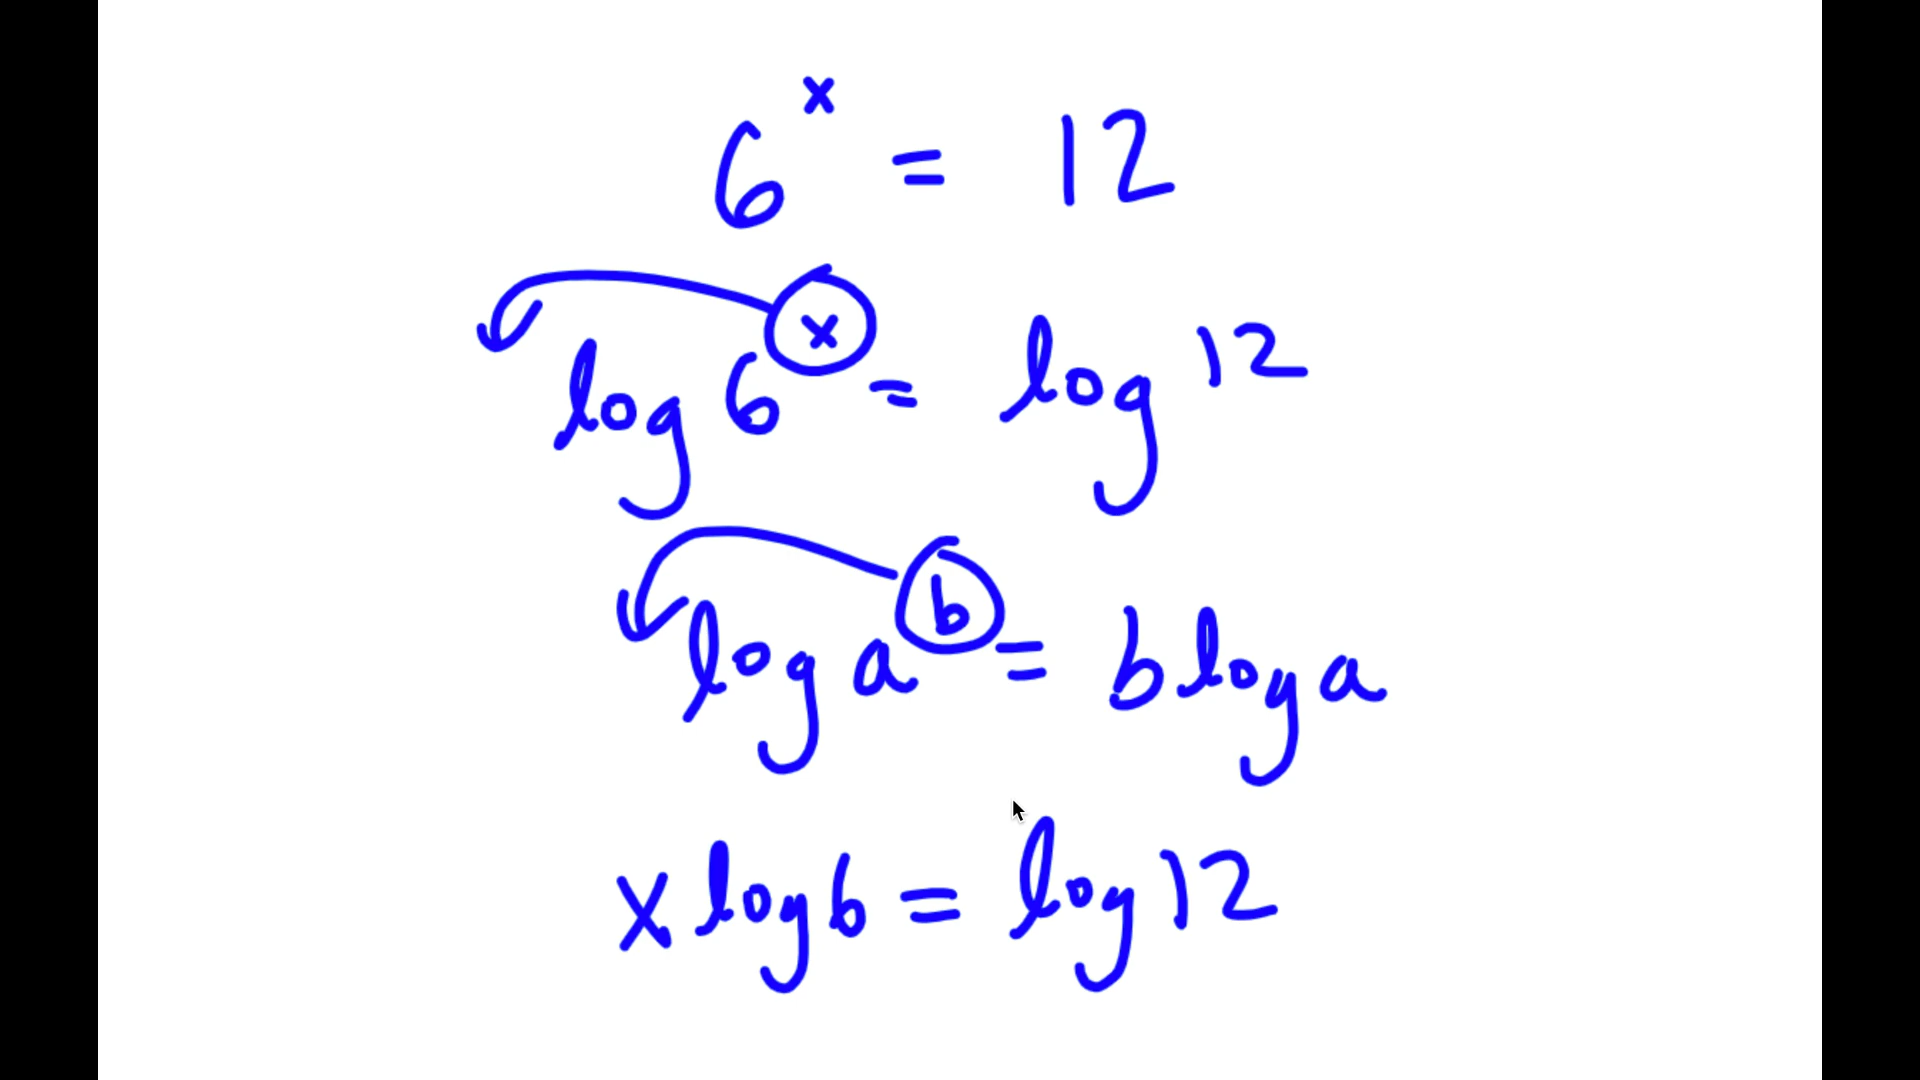 6^x = 12
log 6^x = log 12
log a^b = b log a
x log 6 = log 12